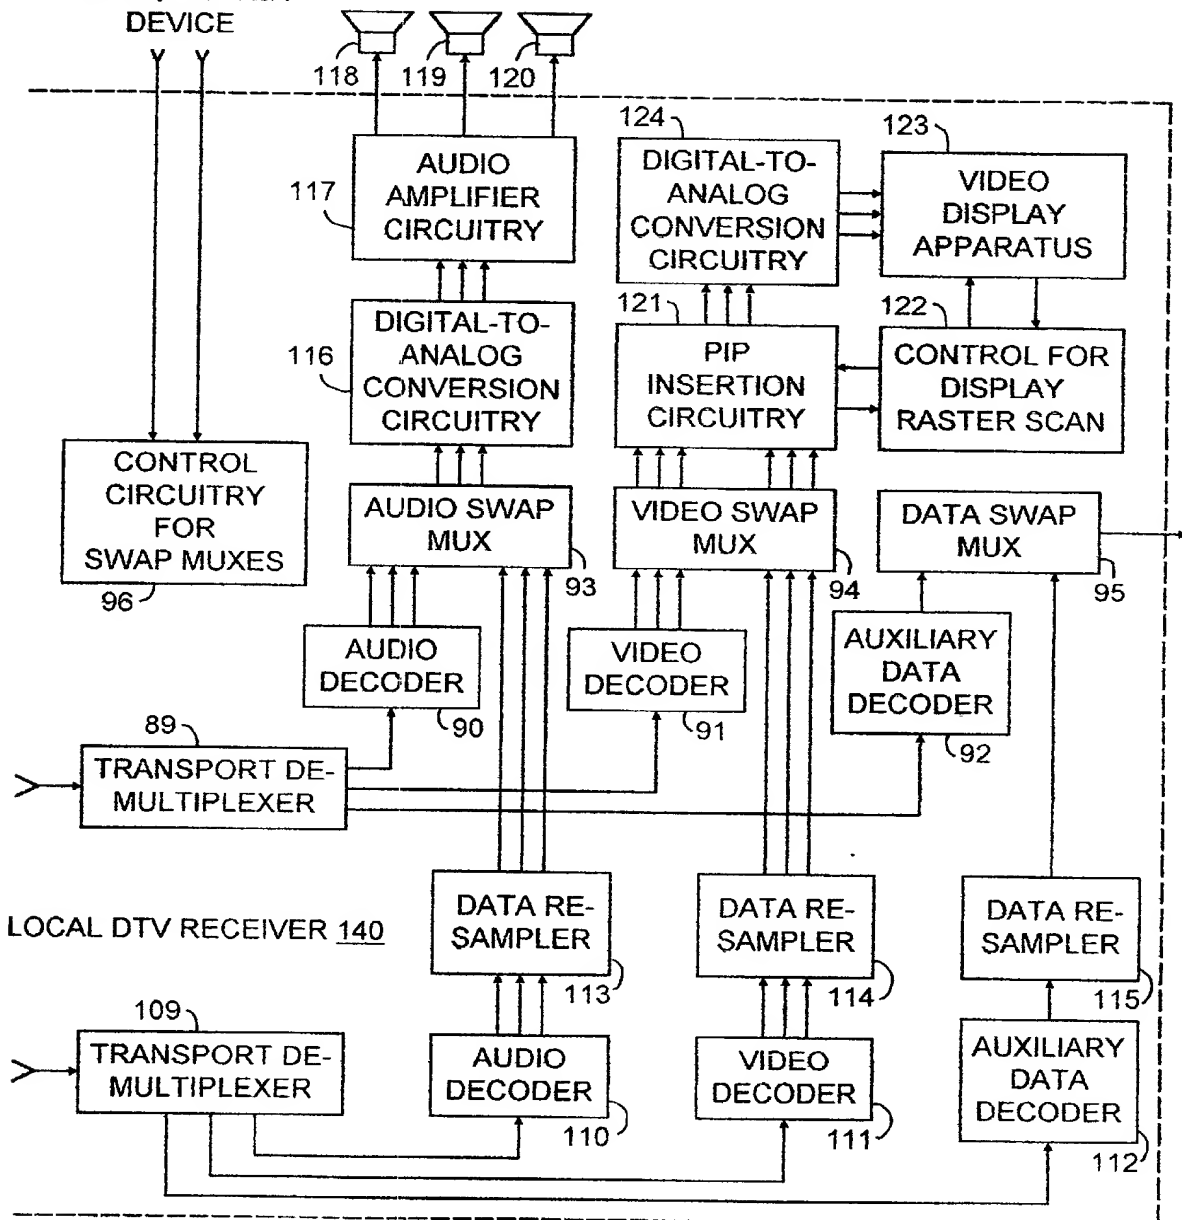 DEVICE
118
119
120
124
123
DIGITAL-TO-
ANALOG
CONVERSION
CIRCUITRY
VIDEO
DISPLAY
APPARATUS
AUDIO
AMPLIFIER
CIRCUITRY
117
121
122
DIGITAL-TO-
ANALOG
CONVERSION
CIRCUITRY
116
PIP
INSERTION
CIRCUITRY
CONTROL FOR
DISPLAY
RASTER SCAN
CONTROL
CIRCUITRY
FOR
SWAP MUXES
96
AUDIO SWAP
MUX
93
VIDEO SWAP
MUX
94
DATA SWAP
MUX
95
AUDIO
DECODER
90
VIDEO
DECODER
91
AUXILIARY
DATA
DECODER
92
89
TRANSPORT DE-
MULTIPLEXER
LOCAL DTV RECEIVER 140
DATA RE-
SAMPLER
113
DATA RE-
SAMPLER
114
DATA RE-
SAMPLER
115
109
TRANSPORT DE-
MULTIPLEXER
AUDIO
DECODER
110
VIDEO
DECODER
111
AUXILIARY
DATA
DECODER
112